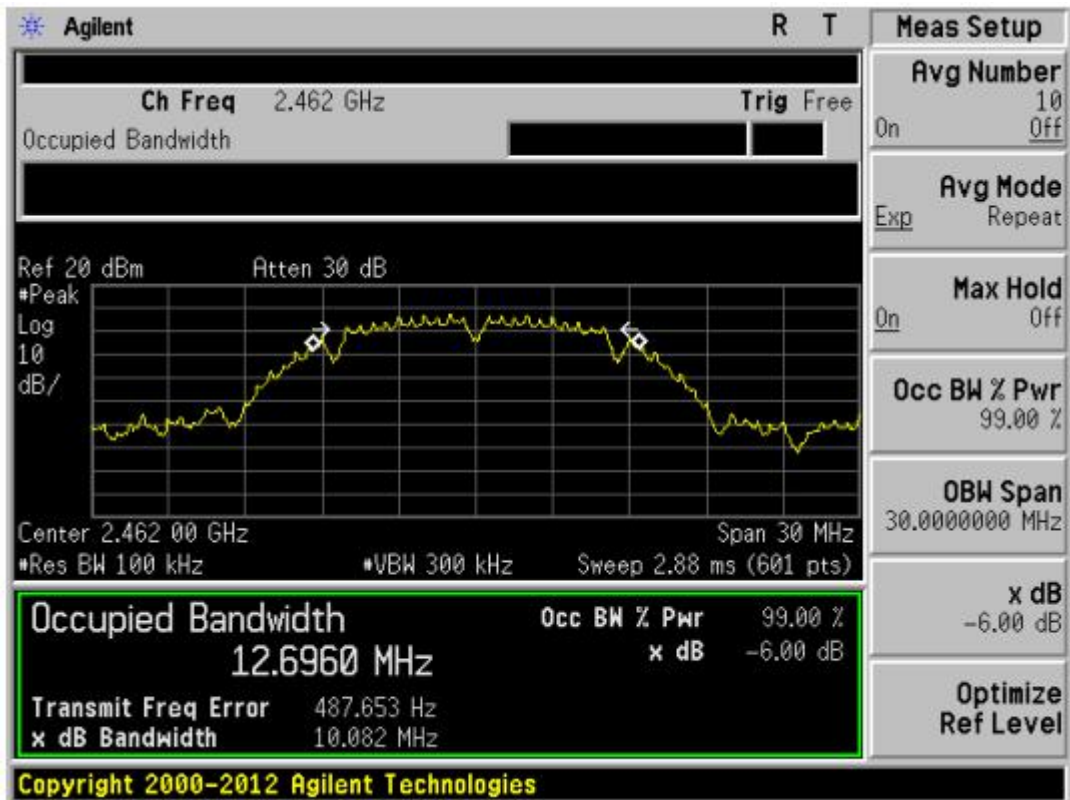 Agilent
R T
Ch Freq 2.462 GHz
Trig Free
Occupied Bandwidth
Ref 20 dBm
Atten 30 dB
#Peak
Log
10
dB/
Center 2.462 00 GHz
Span 30 MHz
#Res BW 100 kHz
#VBW 300 kHz
Sweep 2.88 ms (601 pts)
Occupied Bandwidth
12.6960 MHz
Occ BW % Pwr 99.00 %
x dB -6.00 dB
Transmit Freq Error 487.653 Hz
x dB Bandwidth 10.082 MHz
Copyright 2000-2012 Agilent Technologies
Meas Setup
Avg Number
10
On Off
Avg Mode
Exp Repeat
Max Hold
On Off
Occ BW % Pwr
99.00 %
OBW Span
30.0000000 MHz
x dB
-6.00 dB
Optimize
Ref Level